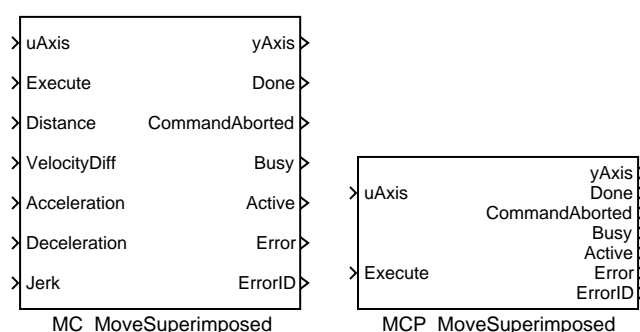 uAxis yAxis
Execute Done
Distance CommandAborted
VelocityDiff Busy
Acceleration Active
Deceleration Error
Jerk ErrorID
MC_MoveSuperimposed
uAxis
Execute
yAxis
Done
CommandAborted
Busy
Active
Error
ErrorID
MCP_MoveSuperimposed